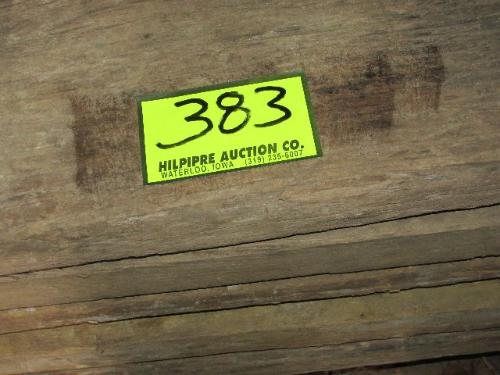 383
HILPIPRE AUCTION CO.
WATERLOO, IOWA (319) 235-6007